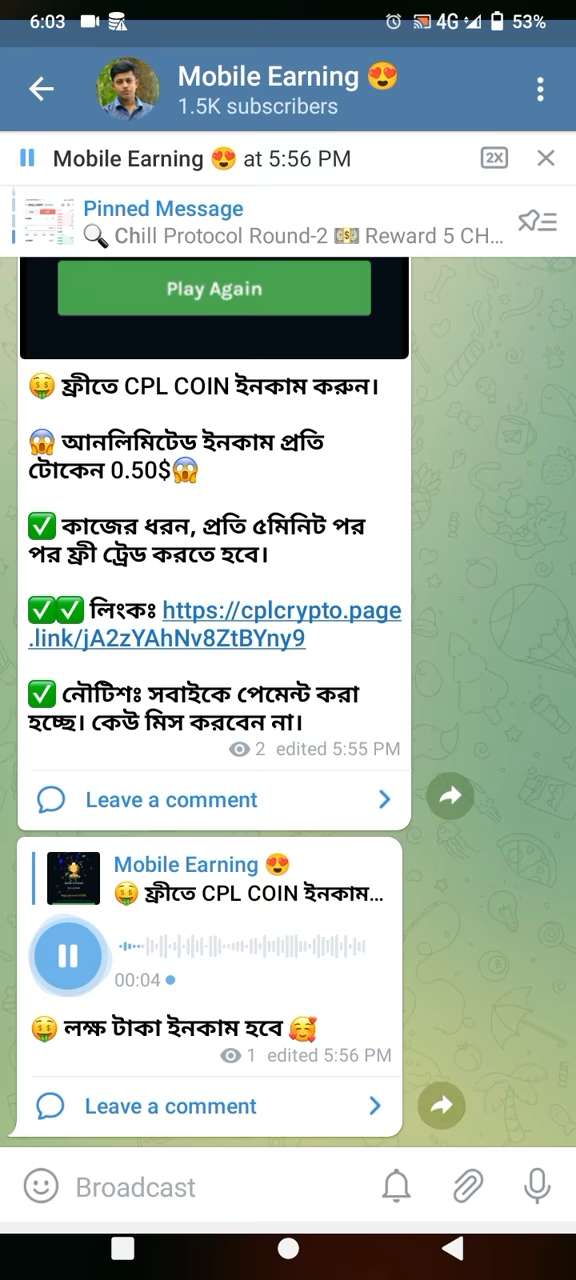 6:03
4G
53%
Mobile Earning 😍
1.5K subscribers
Mobile Earning 😍 at 5:56 PM
2X
Pinned Message
🔍 Chill Protocol Round-2 💵 Reward 5 CH...
Play Again
🤑 ফ্রীতে CPL COIN ইনকাম করুন।
😱 আনলিমিটেড ইনকাম প্রতি
টোকেন 0.50$😱
✅ কাজের ধরন, প্রতি ৫মিনিট পর
পর ফ্রী ট্রেড করতে হবে।
✅✅ লিংকঃ https://cplcrypto.page
.link/jA2zYAhNv8ZtBYny9
✅ নৌটিশঃ সবাইকে পেমেন্ট করা
হচ্ছে। কেউ মিস করবেন না।
2 edited 5:55 PM
Leave a comment
Mobile Earning 😍
🤑 ফ্রীতে CPL COIN ইনকাম...
00:04
🤑 লক্ষ টাকা ইনকাম হবে 🥰
1 edited 5:56 PM
Leave a comment
Broadcast